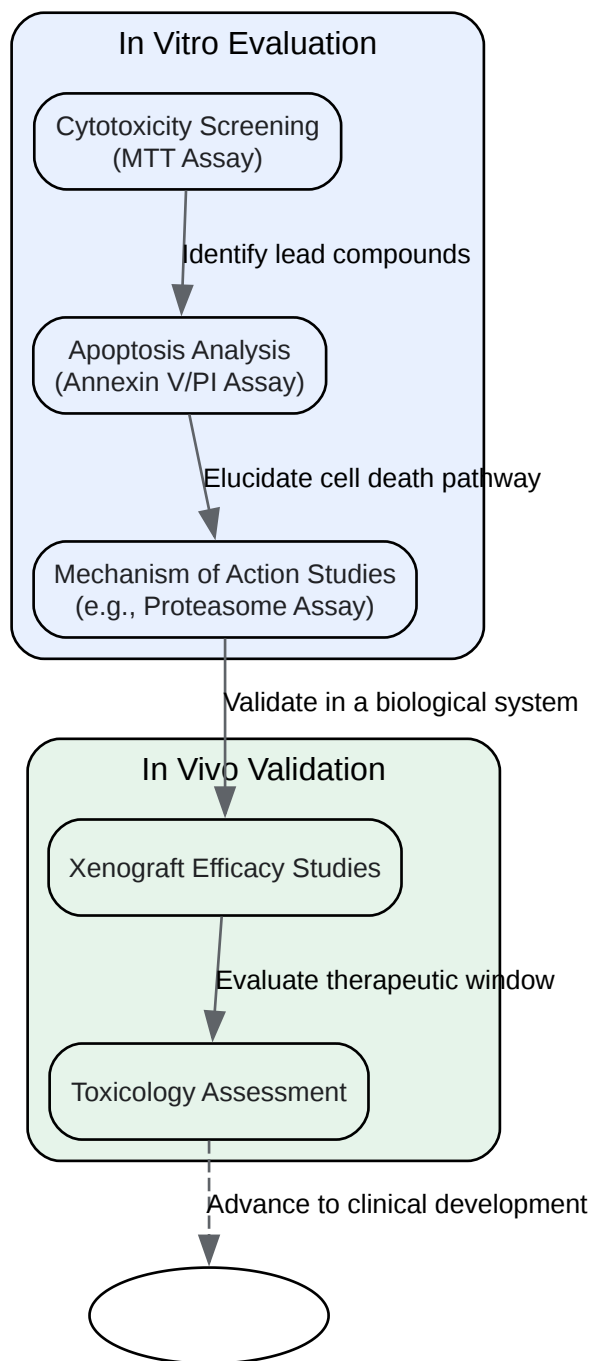 In Vitro Evaluation
Cytotoxicity Screening
(MTT Assay)
Identify lead compounds
Apoptosis Analysis
(Annexin V/PI Assay)
Elucidate cell death pathway
Mechanism of Action Studies
(e.g., Proteasome Assay)
Validate in a biological system
In Vivo Validation
Xenograft Efficacy Studies
Evaluate therapeutic window
Toxicology Assessment
Advance to clinical development